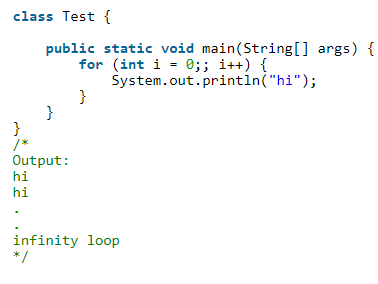 class Test {
    public static void main(String[] args) {
        for (int i = 0;; i++) {
            System.out.println("hi");
        }
    }
}
/*
Output:
hi
hi
.
.
infinity loop
*/